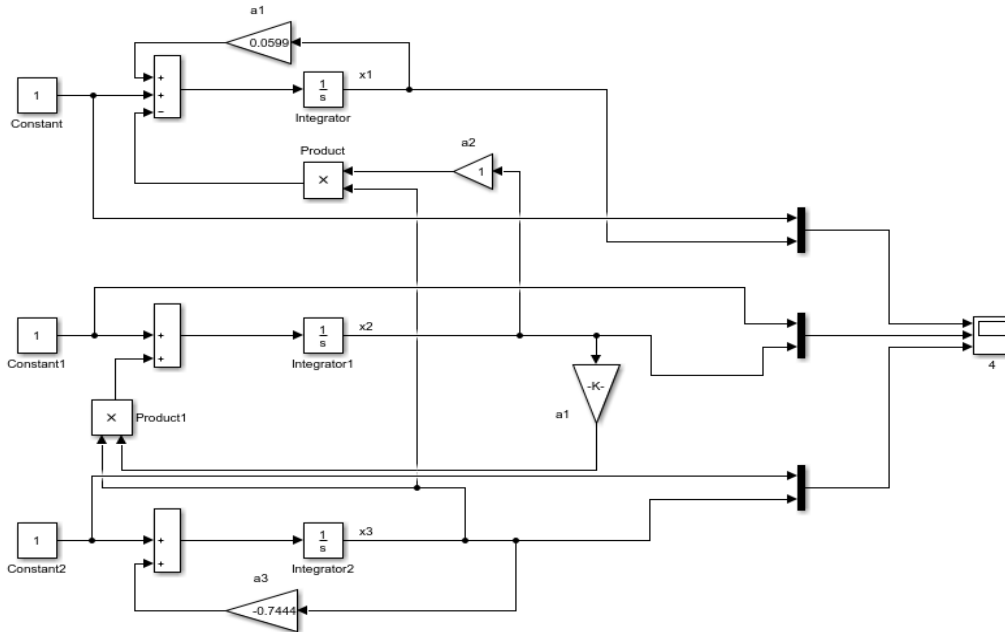 a1
0.0599
+
+
−
1
Constant
1
s
Integrator
x1
Product
×
a2
1
1
Constant1
+
+
1
s
Integrator1
x2
4
-K-
a1
×
Product1
1
Constant2
+
+
1
s
Integrator2
x3
a3
-0.7444